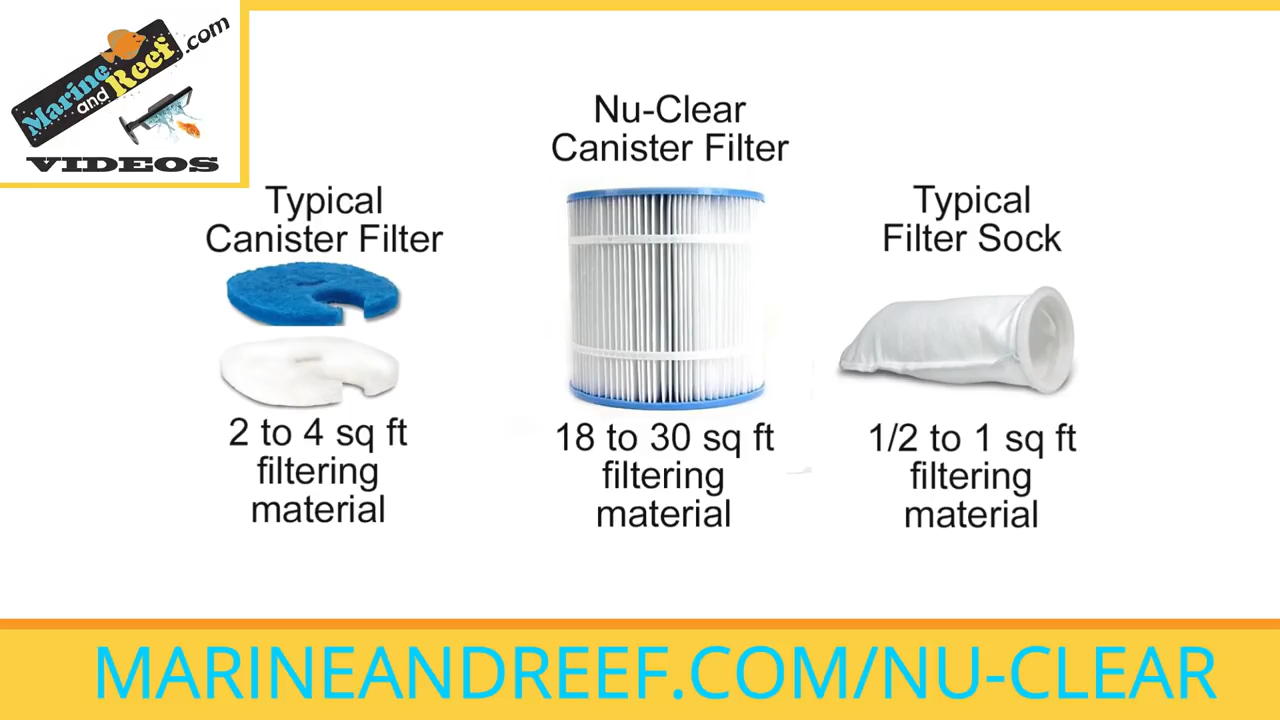 Marine
and Reef.com
VIDEOS
Typical
Canister Filter
2 to 4 sq ft
filtering
material
Nu-Clear
Canister Filter
18 to 30 sq ft
filtering
material
Typical
Filter Sock
1/2 to 1 sq ft
filtering
material
MARINEANDREEF.COM/NU-CLEAR